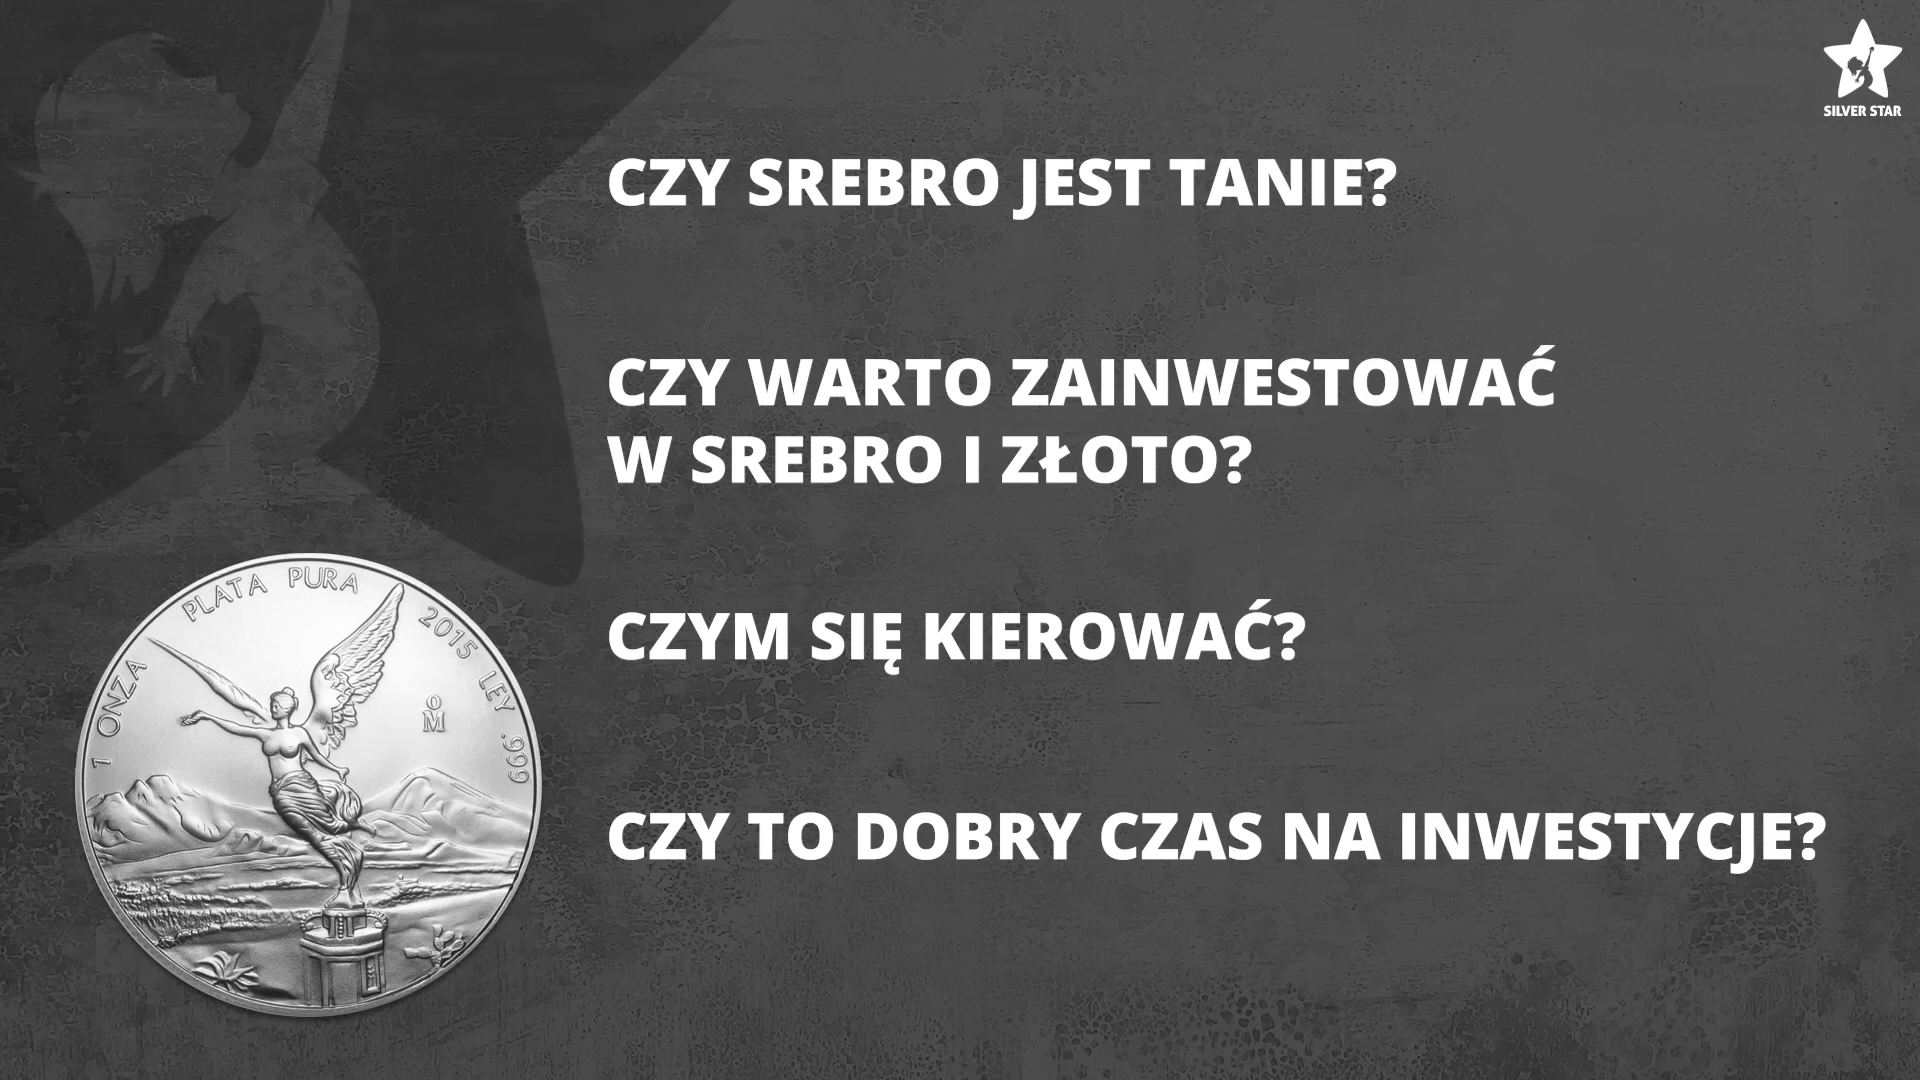 SILVER STAR
CZY SREBRO JEST TANIE?
CZY WARTO ZAINWESTOWAĆ
W SREBRO I ZŁOTO?
CZYM SIĘ KIEROWAĆ?
CZY TO DOBRY CZAS NA INWESTYCJE?
1 ONZA PLATA PURA 2015 LEY .999
oM